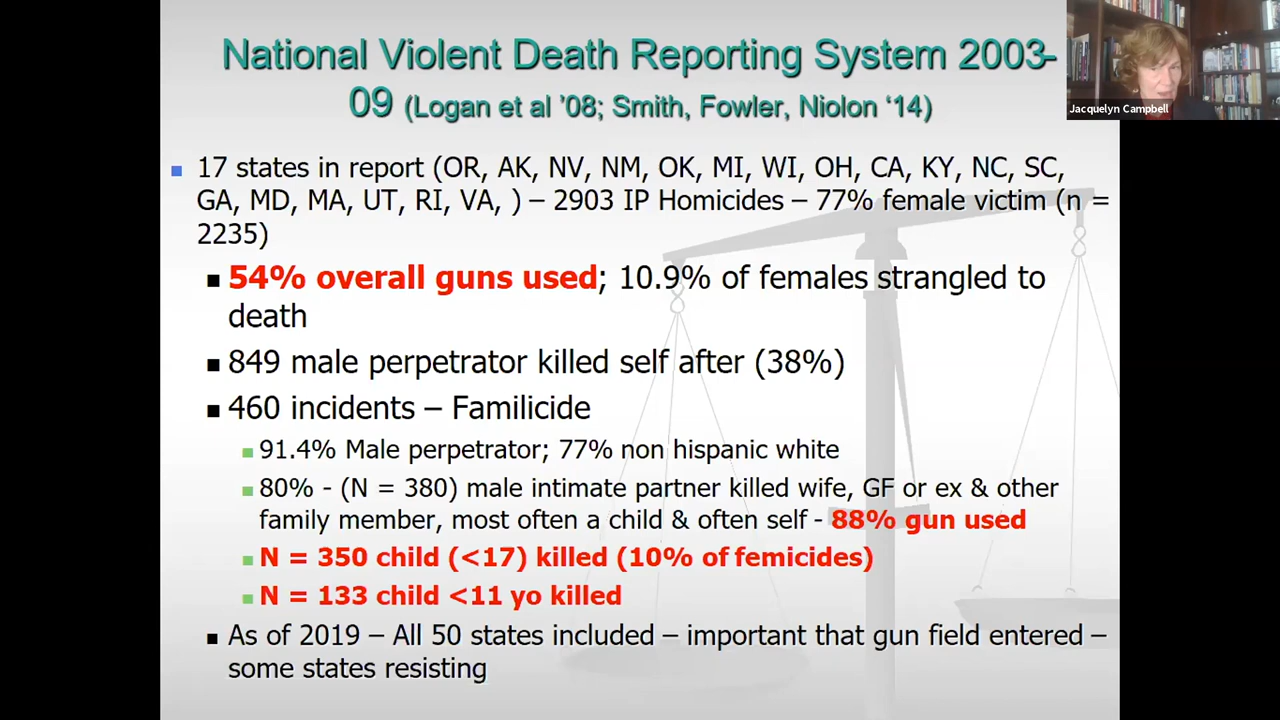 National Violent Death Reporting System 2003-
09 (Logan et al '08; Smith, Fowler, Niolon '14)
Jacquelyn Campbell
17 states in report (OR, AK, NV, NM, OK, MI, WI, OH, CA, KY, NC, SC,
GA, MD, MA, UT, RI, VA, ) – 2903 IP Homicides – 77% female victim (n =
2235)
54% overall guns used; 10.9% of females strangled to
death
849 male perpetrator killed self after (38%)
460 incidents – Familicide
91.4% Male perpetrator; 77% non hispanic white
80% - (N = 380) male intimate partner killed wife, GF or ex & other
family member, most often a child & often self - 88% gun used
N = 350 child (<17) killed (10% of femicides)
N = 133 child <11 yo killed
As of 2019 – All 50 states included – important that gun field entered –
some states resisting